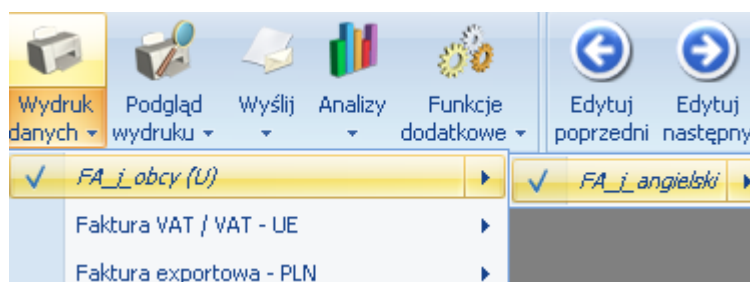 Wydruk danych
Podgląd wydruku
Wyślij
Analizy
Funkcje dodatkowe
Edytuj poprzedni
Edytuj następny
FA_j_obcy (U)
FA_j_angielski
Faktura VAT / VAT - UE
Faktura exportowa - PLN